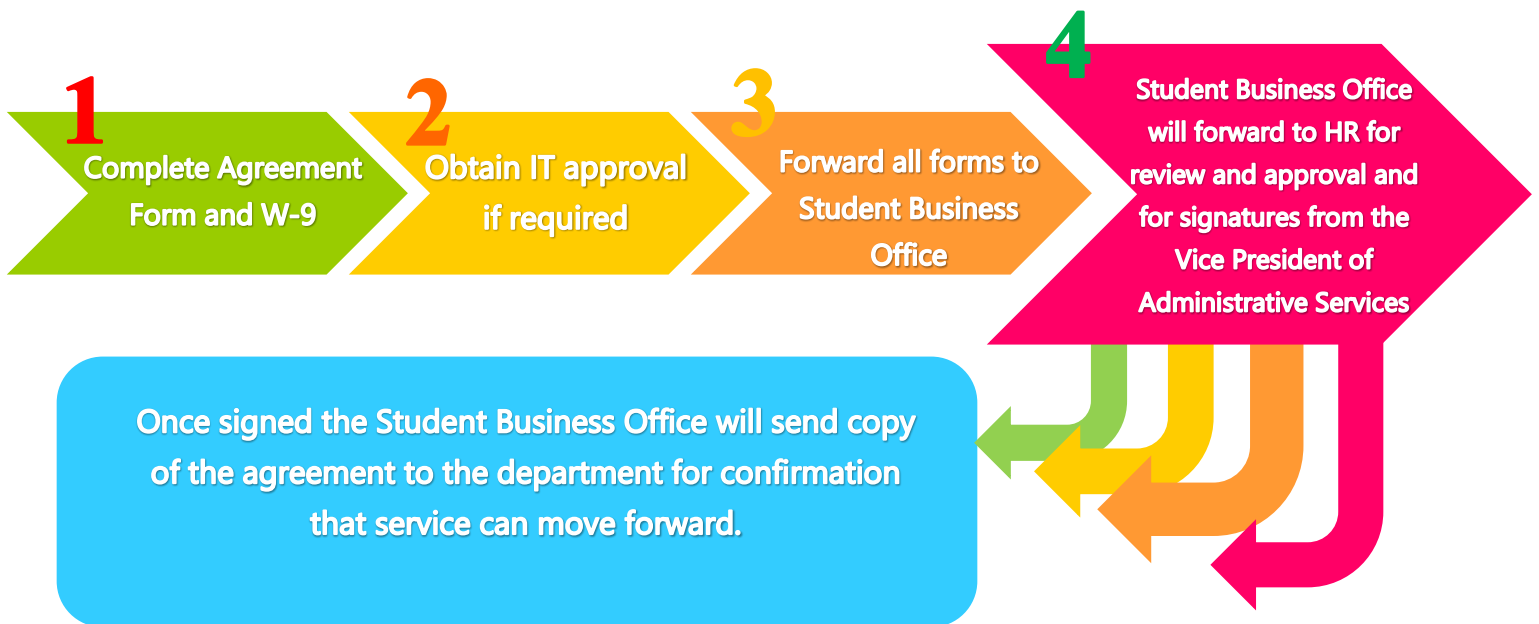 1
Complete Agreement
Form and W-9
2
Obtain IT approval
if required
3
Forward all forms to
Student Business
Office
4
Student Business Office
will forward to HR for
review and approval and
for signatures from the
Vice President of
Administrative Services
Once signed the Student Business Office will send copy
of the agreement to the department for confirmation
that service can move forward.